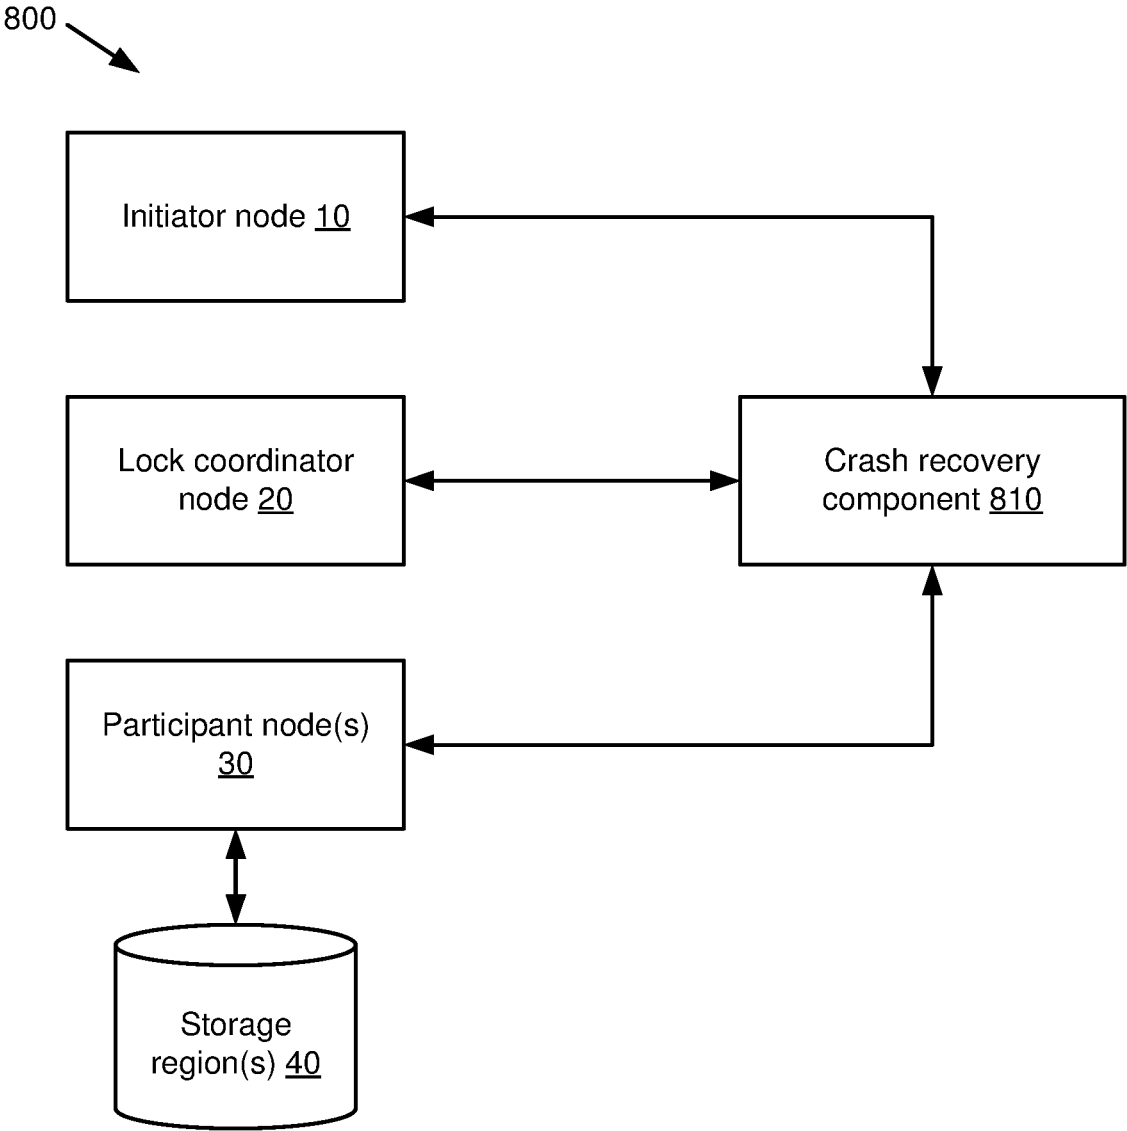 800
Initiator node 10
Lock coordinator
node 20
Crash recovery
component 810
Participant node(s)
30
Storage
region(s) 40